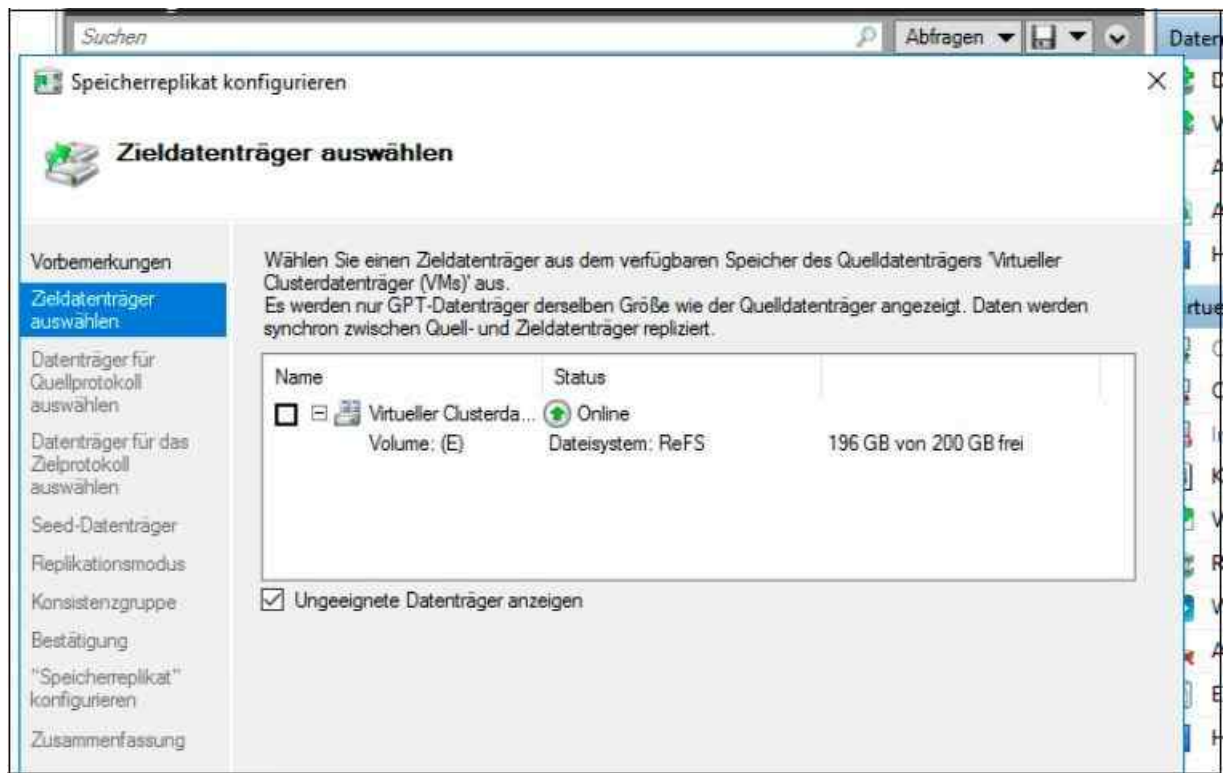 Suchen
Abfragen
Daten
Speicherreplikat konfigurieren
Zieldatenträger auswählen
Vorbemerkungen
Zieldatenträger
auswählen
Datenträger für
Quellprotokoll
auswählen
Datenträger für das
Zielprotokoll
auswählen
Seed-Datenträger
Replikationsmodus
Konsistenzgruppe
Bestätigung
"Speicherreplikat"
konfigurieren
Zusammenfassung
Wählen Sie einen Zieldatenträger aus dem verfügbaren Speicher des Quelldatenträgers 'Virtueller
Clusterdatenträger (VMs)' aus.
Es werden nur GPT-Datenträger derselben Größe wie der Quelldatenträger angezeigt. Daten werden
synchron zwischen Quell- und Zieldatenträger repliziert.
Name Status
Virtueller Clusterda... Online
Volume: (E) Dateisystem: ReFS 196 GB von 200 GB frei
Ungeeignete Datenträger anzeigen